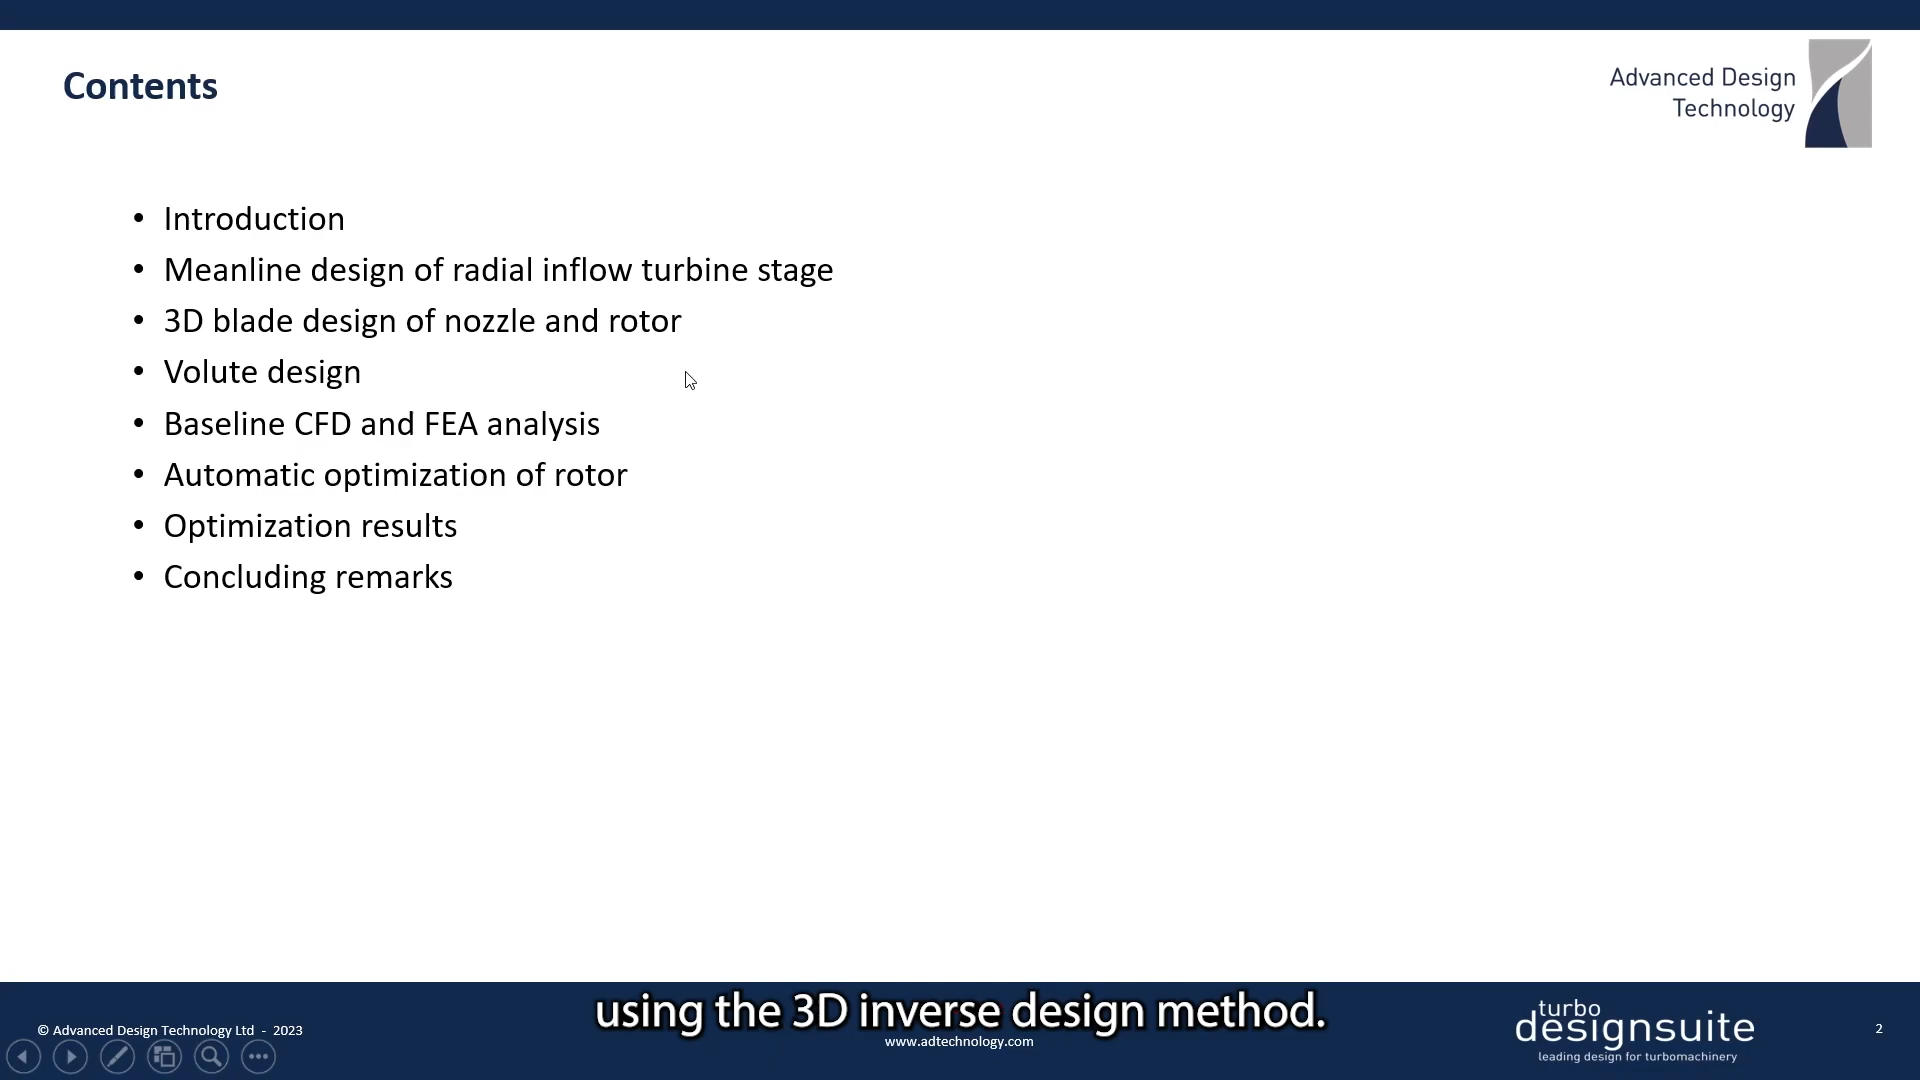 Contents
Advanced Design
Technology
• Introduction
• Meanline design of radial inflow turbine stage
• 3D blade design of nozzle and rotor
• Volute design
• Baseline CFD and FEA analysis
• Automatic optimization of rotor
• Optimization results
• Concluding remarks
using the 3D inverse design method.
© Advanced Design Technology Ltd - 2023
www.adtechnology.com
turbo
designsuite
leading design for turbomachinery
2